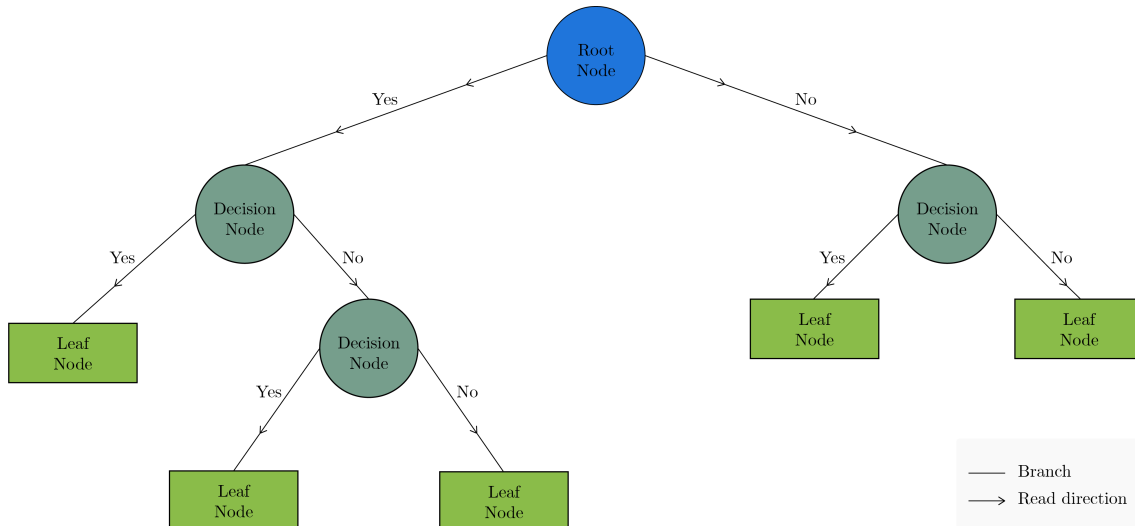 Root
Node
Yes
No
Decision
Node
Decision
Node
Yes
No
Yes
No
Leaf
Node
Decision
Node
Leaf
Node
Leaf
Node
Yes
No
Leaf
Node
Leaf
Node
Branch
Read direction